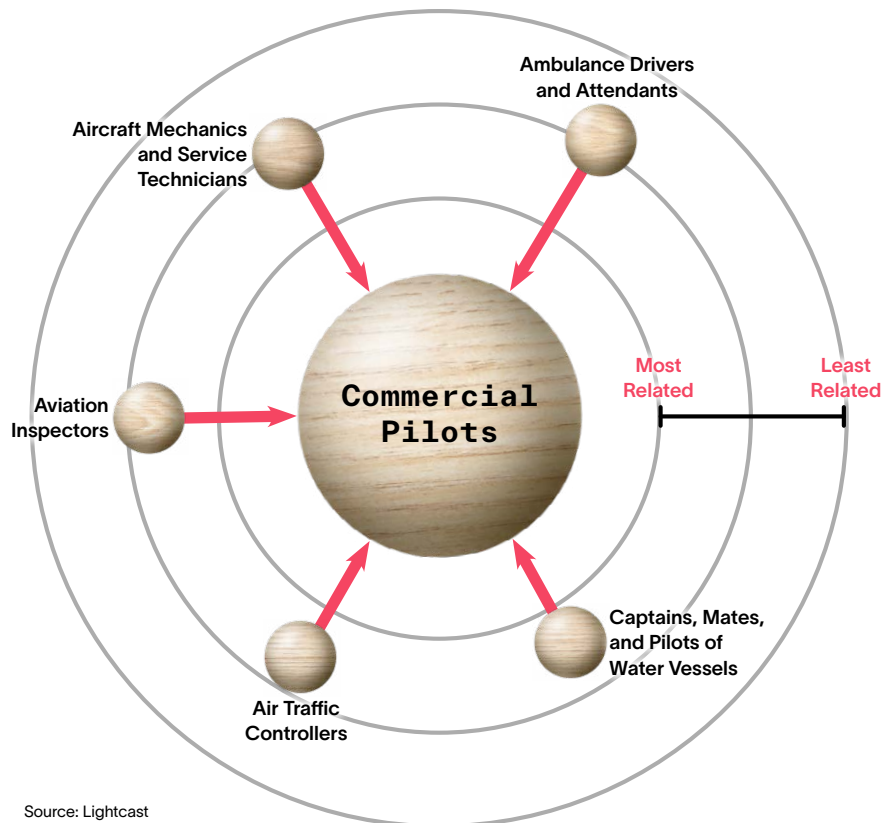 Ambulance Drivers
and Attendants
Aircraft Mechanics
and Service
Technicians
Most
Related
Least
Related
Commercial
Pilots
Aviation
Inspectors
Captains, Mates,
and Pilots of
Water Vessels
Air Traffic
Controllers
Source: Lightcast